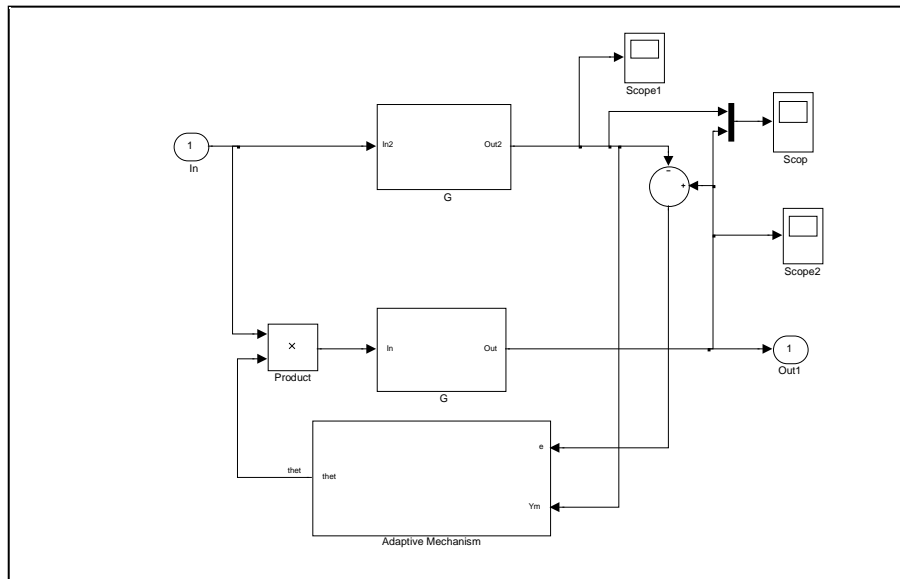 Scope1
1
In
In2
Out2
G
−
+
Scop
Scope2
×
Product
In
Out
G
1
Out1
thet
thet
e
Ym
Adaptive Mechanism